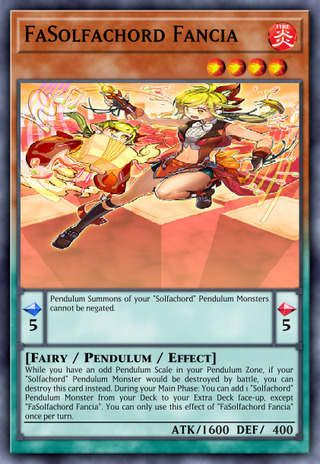 FaSolfachord Fancia
FIRE
炎
Pendulum Summons of your "Solfachord" Pendulum Monsters
cannot be negated.
5
5
[Fairy / Pendulum / Effect]
While you have an odd Pendulum Scale in your Pendulum Zone, if your
"Solfachord" Pendulum Monster would be destroyed by battle, you can
destroy this card instead. During your Main Phase: You can add 1 "Solfachord"
Pendulum Monster from your Deck to your Extra Deck face-up, except
"FaSolfachord Fancia". You can only use this effect of "FaSolfachord Fancia"
once per turn.
ATK/1600 DEF/ 400